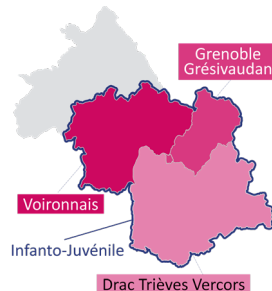 Grenoble
Grésivaudan
Voironnais
Infanto-Juvénile
Drac Trièves Vercors